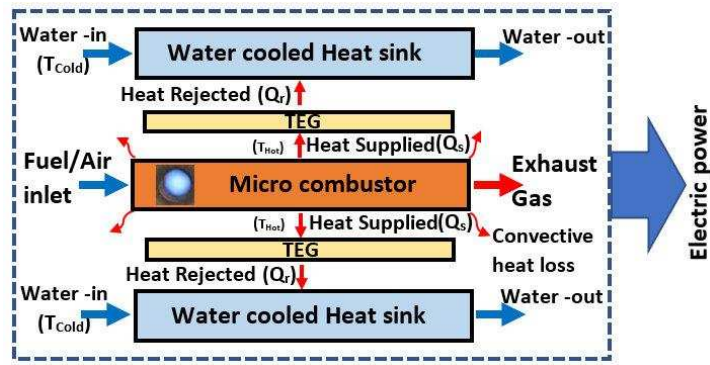 Water -in
(TCold)
Water cooled Heat sink
Water -out
Heat Rejected (Qr)
TEG
(THot)
Heat Supplied(Qs)
Fuel/Air
inlet
Micro combustor
Exhaust
Gas
(THot)
Heat Supplied(Qs)
TEG
Convective
heat loss
Heat Rejected (Qr)
Water -in
(TCold)
Water cooled Heat sink
Water -out
Electric power